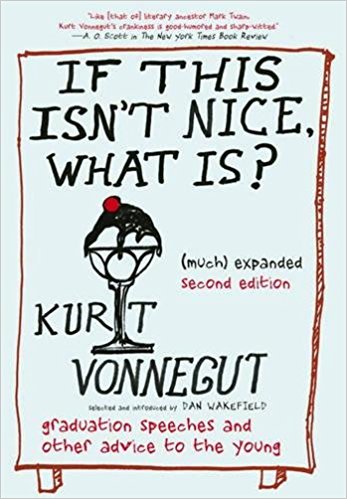 "Like [that of] literary ancestor Mark Twain,
Kurt Vonnegut's crankiness is good-humored and sharp-witted."
—A. O. Scott in The New York Times Book Review
IF THIS
ISN'T NICE,
WHAT IS?
(much) expanded
second edition
KURT
VONNEGUT
selected and introduced by DAN WAKEFIELD
graduation speeches and
other advice to the young